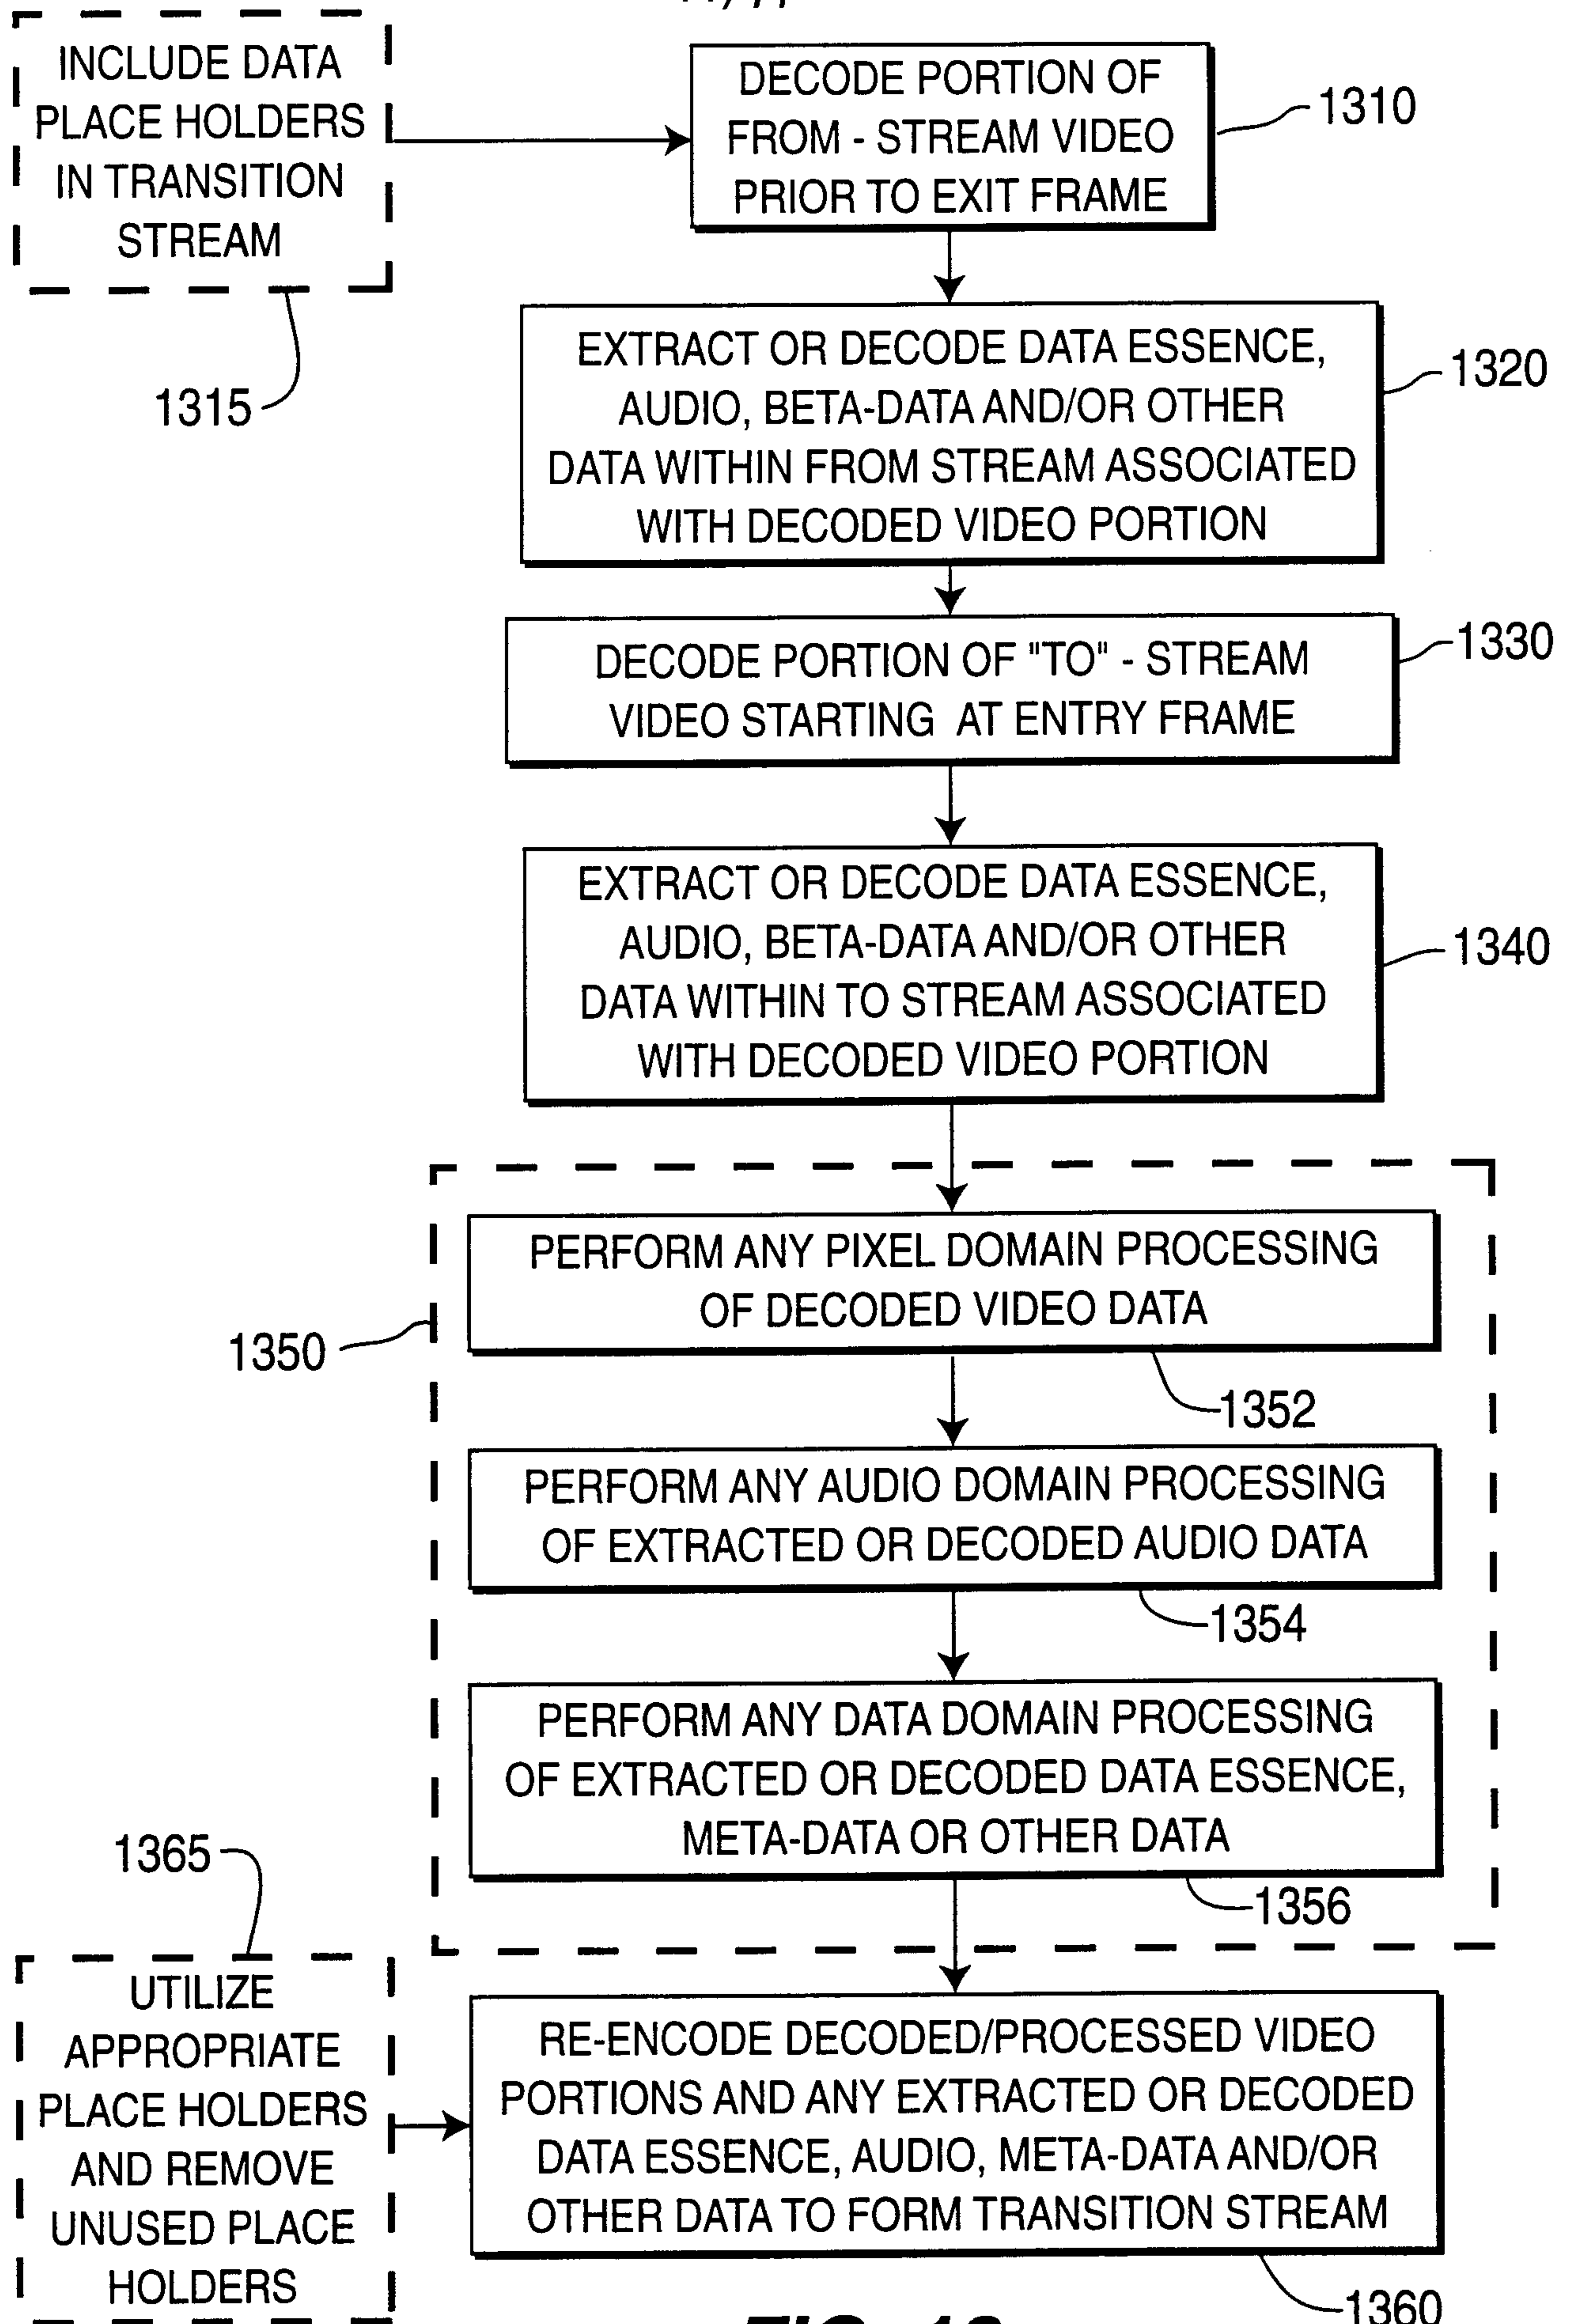 INCLUDE DATA
PLACE HOLDERS
IN TRANSITION
STREAM
1315
DECODE PORTION OF
FROM - STREAM VIDEO
PRIOR TO EXIT FRAME
1310
EXTRACT OR DECODE DATA ESSENCE,
AUDIO, BETA-DATA AND/OR OTHER
DATA WITHIN FROM STREAM ASSOCIATED
WITH DECODED VIDEO PORTION
1320
DECODE PORTION OF "TO" - STREAM
VIDEO STARTING AT ENTRY FRAME
1330
EXTRACT OR DECODE DATA ESSENCE,
AUDIO, BETA-DATA AND/OR OTHER
DATA WITHIN TO STREAM ASSOCIATED
WITH DECODED VIDEO PORTION
1340
1350
PERFORM ANY PIXEL DOMAIN PROCESSING
OF DECODED VIDEO DATA
1352
PERFORM ANY AUDIO DOMAIN PROCESSING
OF EXTRACTED OR DECODED AUDIO DATA
1354
PERFORM ANY DATA DOMAIN PROCESSING
OF EXTRACTED OR DECODED DATA ESSENCE,
META-DATA OR OTHER DATA
1356
1365
UTILIZE
APPROPRIATE
PLACE HOLDERS
AND REMOVE
UNUSED PLACE
HOLDERS
RE-ENCODE DECODED/PROCESSED VIDEO
PORTIONS AND ANY EXTRACTED OR DECODED
DATA ESSENCE, AUDIO, META-DATA AND/OR
OTHER DATA TO FORM TRANSITION STREAM
1360